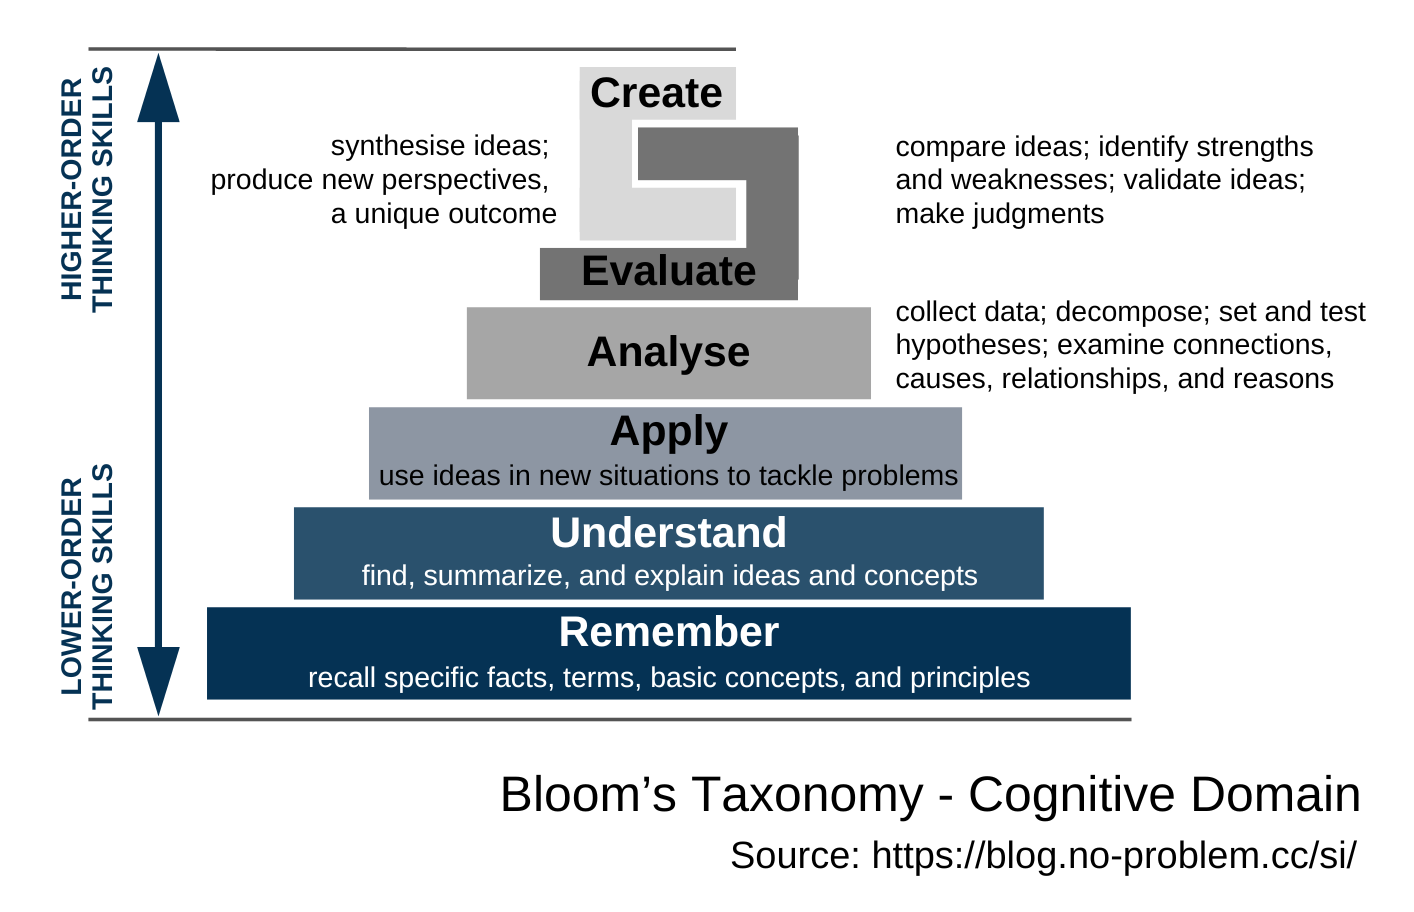 HIGHER-ORDER
THINKING SKILLS
Create
synthesise ideas;
produce new perspectives,
a unique outcome
compare ideas; identify strengths
and weaknesses; validate ideas;
make judgments
Evaluate
Analyse
collect data; decompose; set and test
hypotheses; examine connections,
causes, relationships, and reasons
Apply
use ideas in new situations to tackle problems
LOWER-ORDER
THINKING SKILLS
Understand
find, summarize, and explain ideas and concepts
Remember
recall specific facts, terms, basic concepts, and principles
Bloom’s Taxonomy - Cognitive Domain
Source: https://blog.no-problem.cc/si/